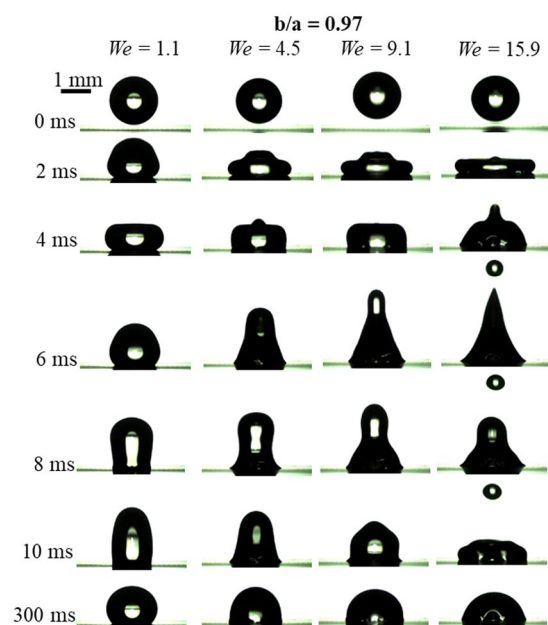 b/a = 0.97
We = 1.1 We = 4.5 We = 9.1 We = 15.9
1 mm
0 ms
2 ms
4 ms
6 ms
8 ms
10 ms
300 ms